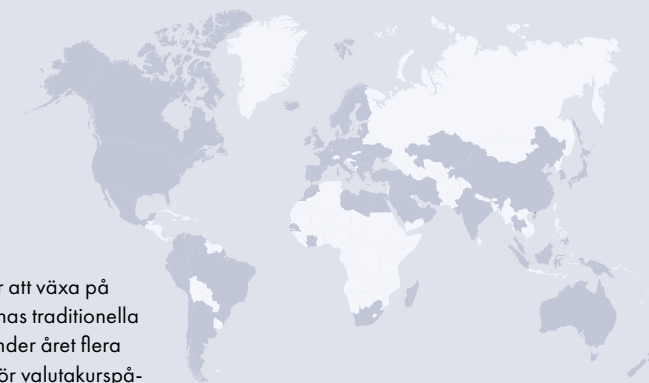 r att växa på
nas traditionella
nder året flera
ör valutakurspå-